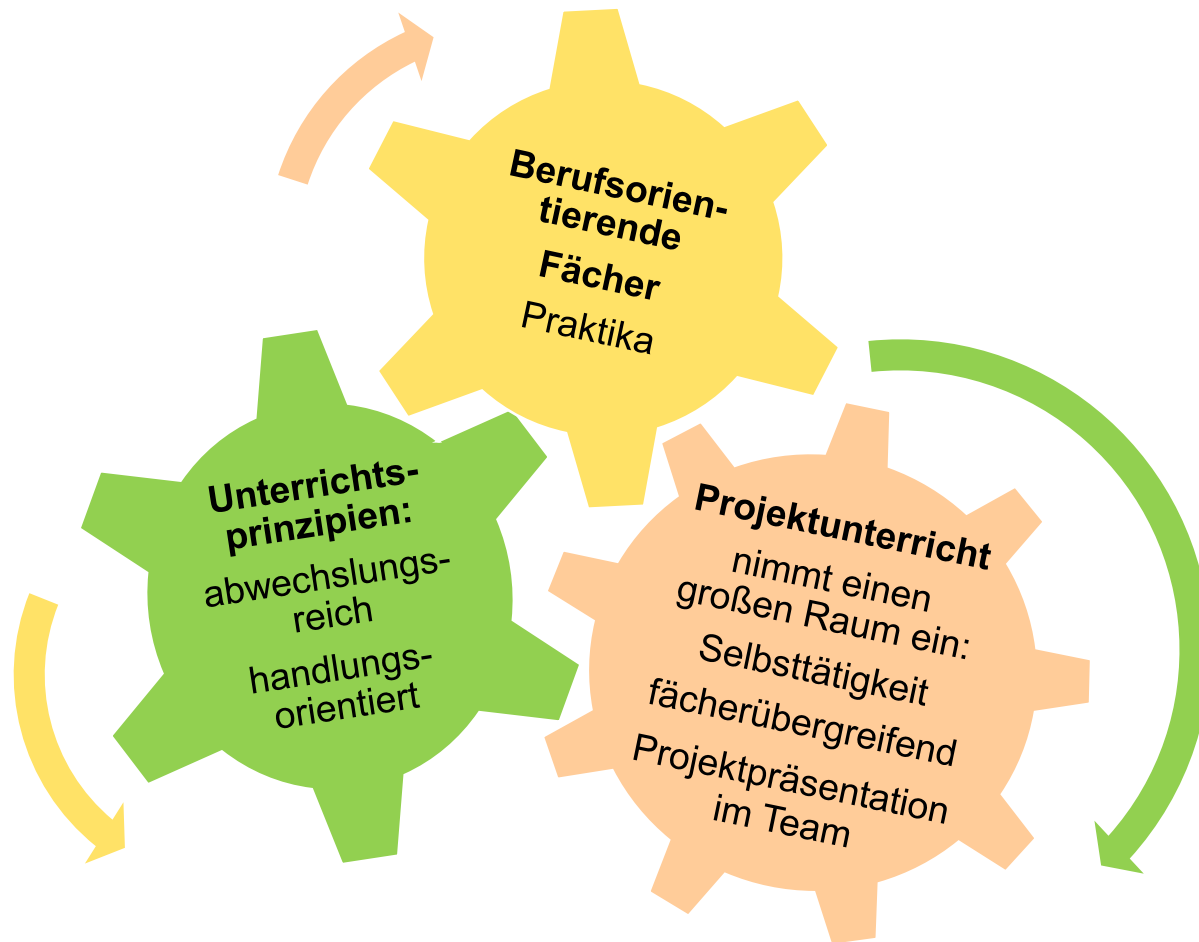 Berufsorien-
tierende
Fächer
Praktika
Unterrichts-
prinzipien:
abwechslungs-
reich
handlungs-
orientiert
Projektunterricht
nimmt einen
großen Raum ein:
Selbsttätigkeit
fächerübergreifend
Projektpräsentation
im Team